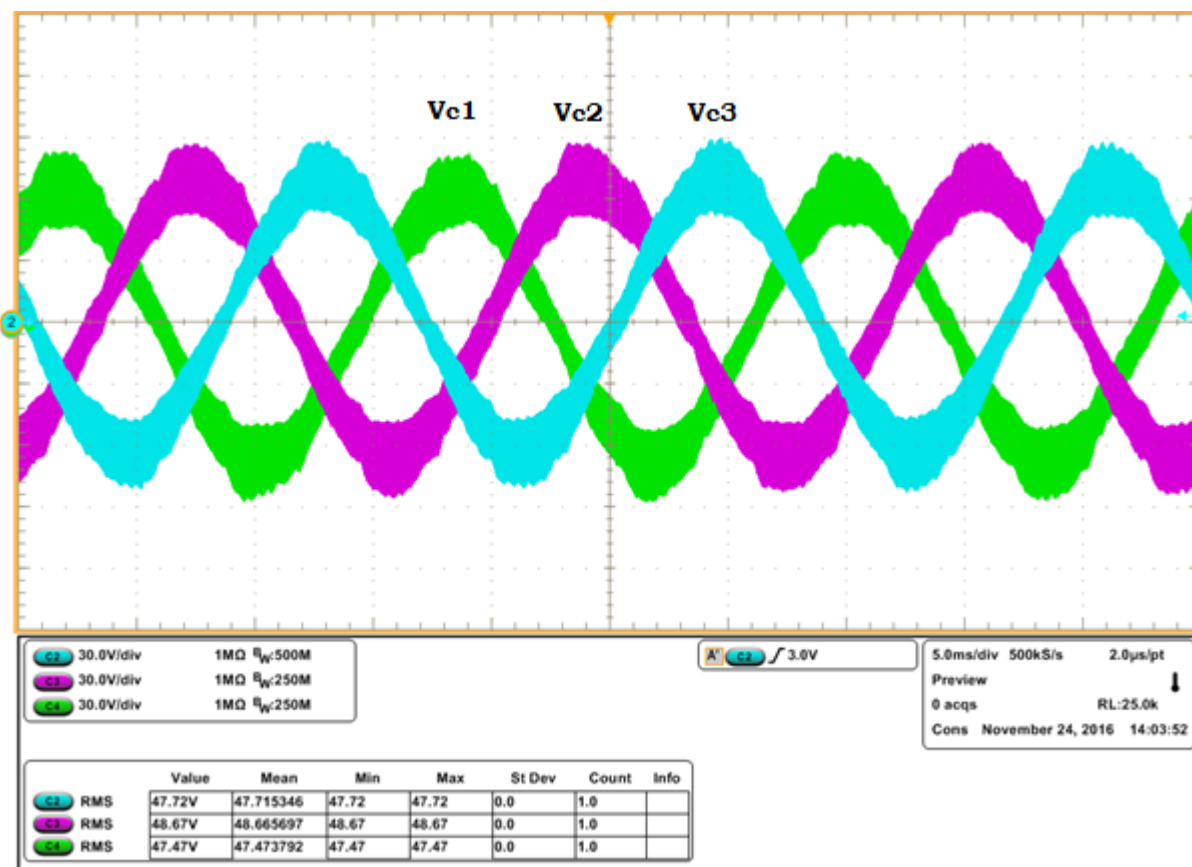 Vc1 Vc2 Vc3
2
C2 30.0V/div 1MΩ BW:500M
C3 30.0V/div 1MΩ BW:250M
C4 30.0V/div 1MΩ BW:250M
A' C2 3.0V
5.0ms/div 500kS/s 2.0µs/pt
Preview
0 acqs RL:25.0k
Cons November 24, 2016 14:03:52
Value Mean Min Max St Dev Count Info
C2 RMS 47.72V 47.715346 47.72 47.72 0.0 1.0
C3 RMS 48.67V 48.665697 48.67 48.67 0.0 1.0
C4 RMS 47.47V 47.473792 47.47 47.47 0.0 1.0